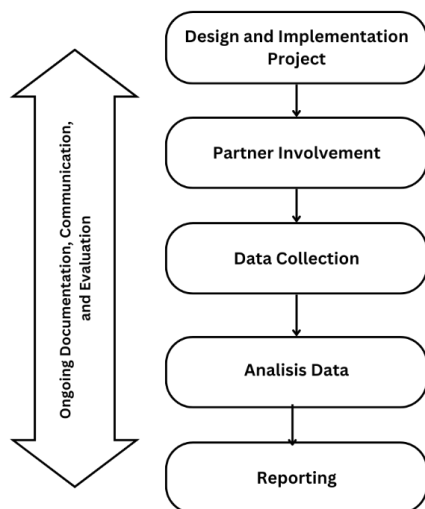 Design and Implementation
Project
Partner Involvement
Data Collection
Analisis Data
Reporting
Ongoing Documentation, Communication,
and Evaluation